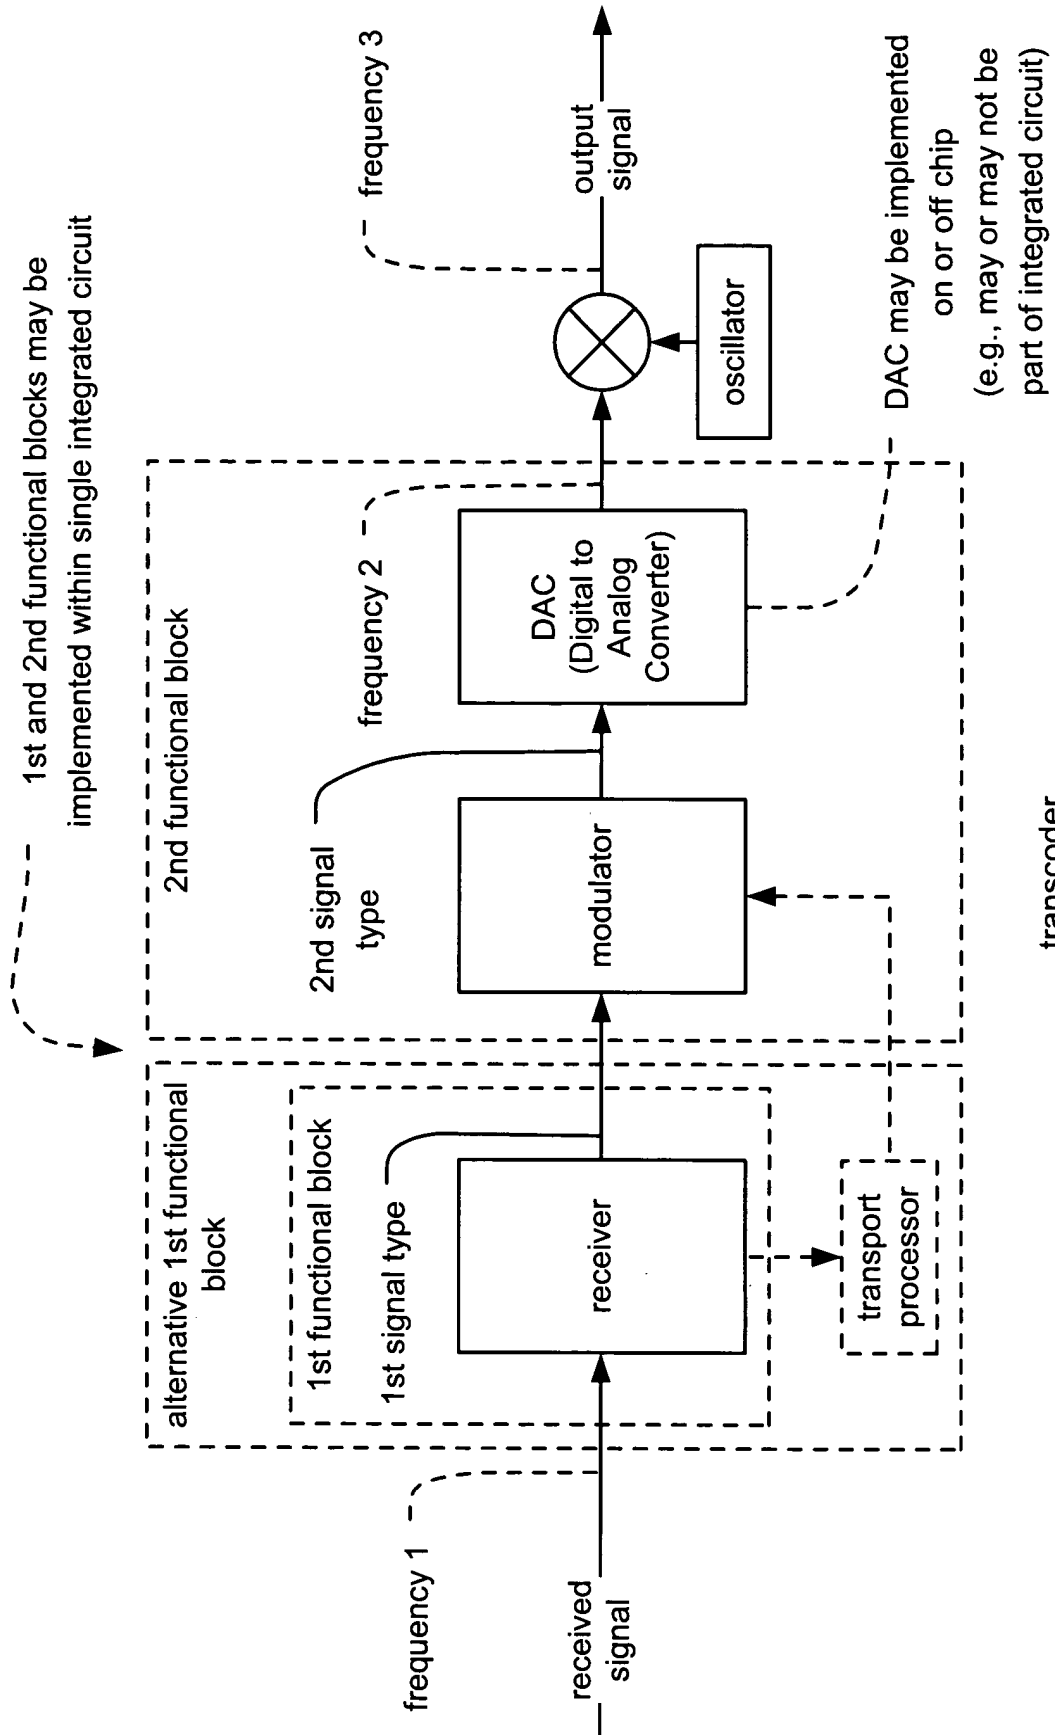 1st and 2nd functional blocks may be
implemented within single integrated circuit
alternative 1st functional
block
2nd functional block
1st functional block
1st signal type
2nd signal
type
frequency 1
frequency 2
frequency 3
received
signal
receiver
modulator
DAC
(Digital to
Analog
Converter)
output
signal
oscillator
transport
processor
DAC may be implemented
on or off chip
(e.g., may or may not be
part of integrated circuit)
transcoder